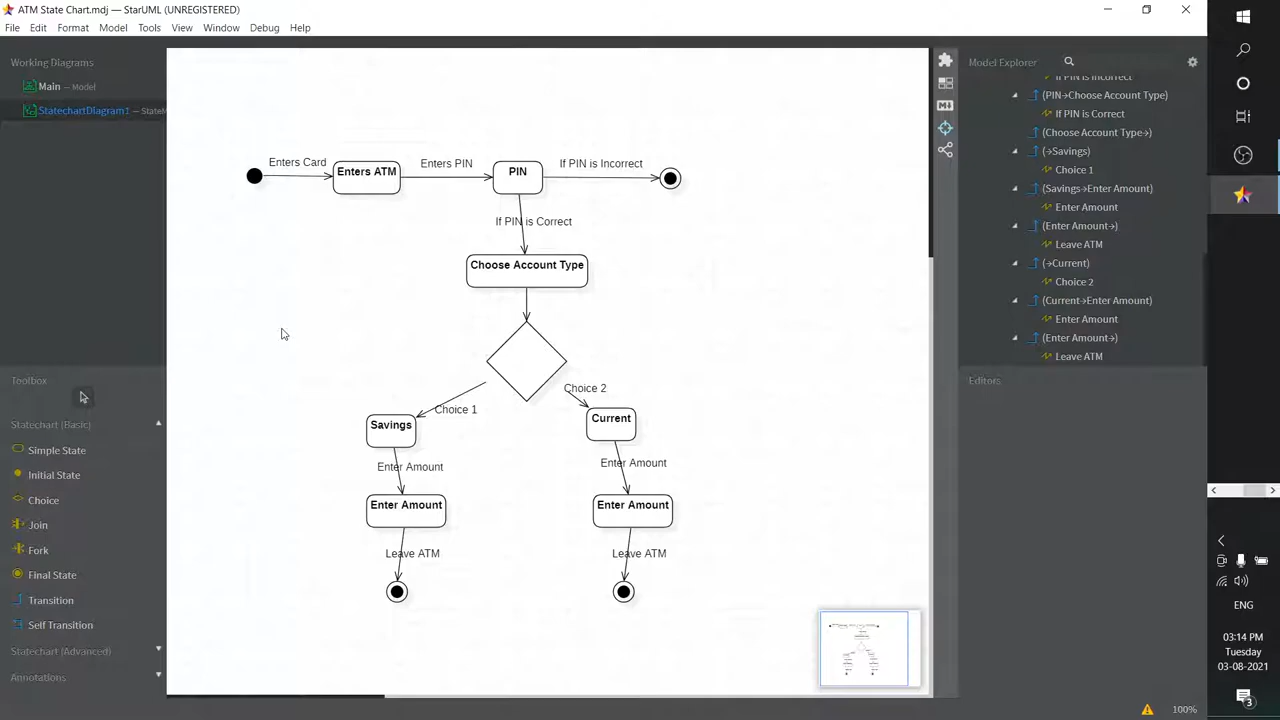 ATM State Chart.mdj — StarUML (UNREGISTERED)
File Edit Format Model Tools View Window Debug Help
Working Diagrams
Main — Model
StatechartDiagram1 — StateM
Toolbox
Statechart (Basic)
Simple State
Initial State
Choice
Join
Fork
Final State
Transition
Self Transition
Statechart (Advanced)
Annotations
Enters Card
Enters ATM
Enters PIN
PIN
If PIN is Incorrect
If PIN is Correct
Choose Account Type
Choice 1
Choice 2
Savings
Current
Enter Amount
Enter Amount
Enter Amount
Enter Amount
Leave ATM
Leave ATM
Model Explorer
If PIN is Incorrect
(PIN→Choose Account Type)
If PIN is Correct
(Choose Account Type→)
(→Savings)
Choice 1
(Savings→Enter Amount)
Enter Amount
(Enter Amount→)
Leave ATM
(→Current)
Choice 2
(Current→Enter Amount)
Enter Amount
(Enter Amount→)
Leave ATM
Editors
100%
ENG
03:14 PM
Tuesday
03-08-2021